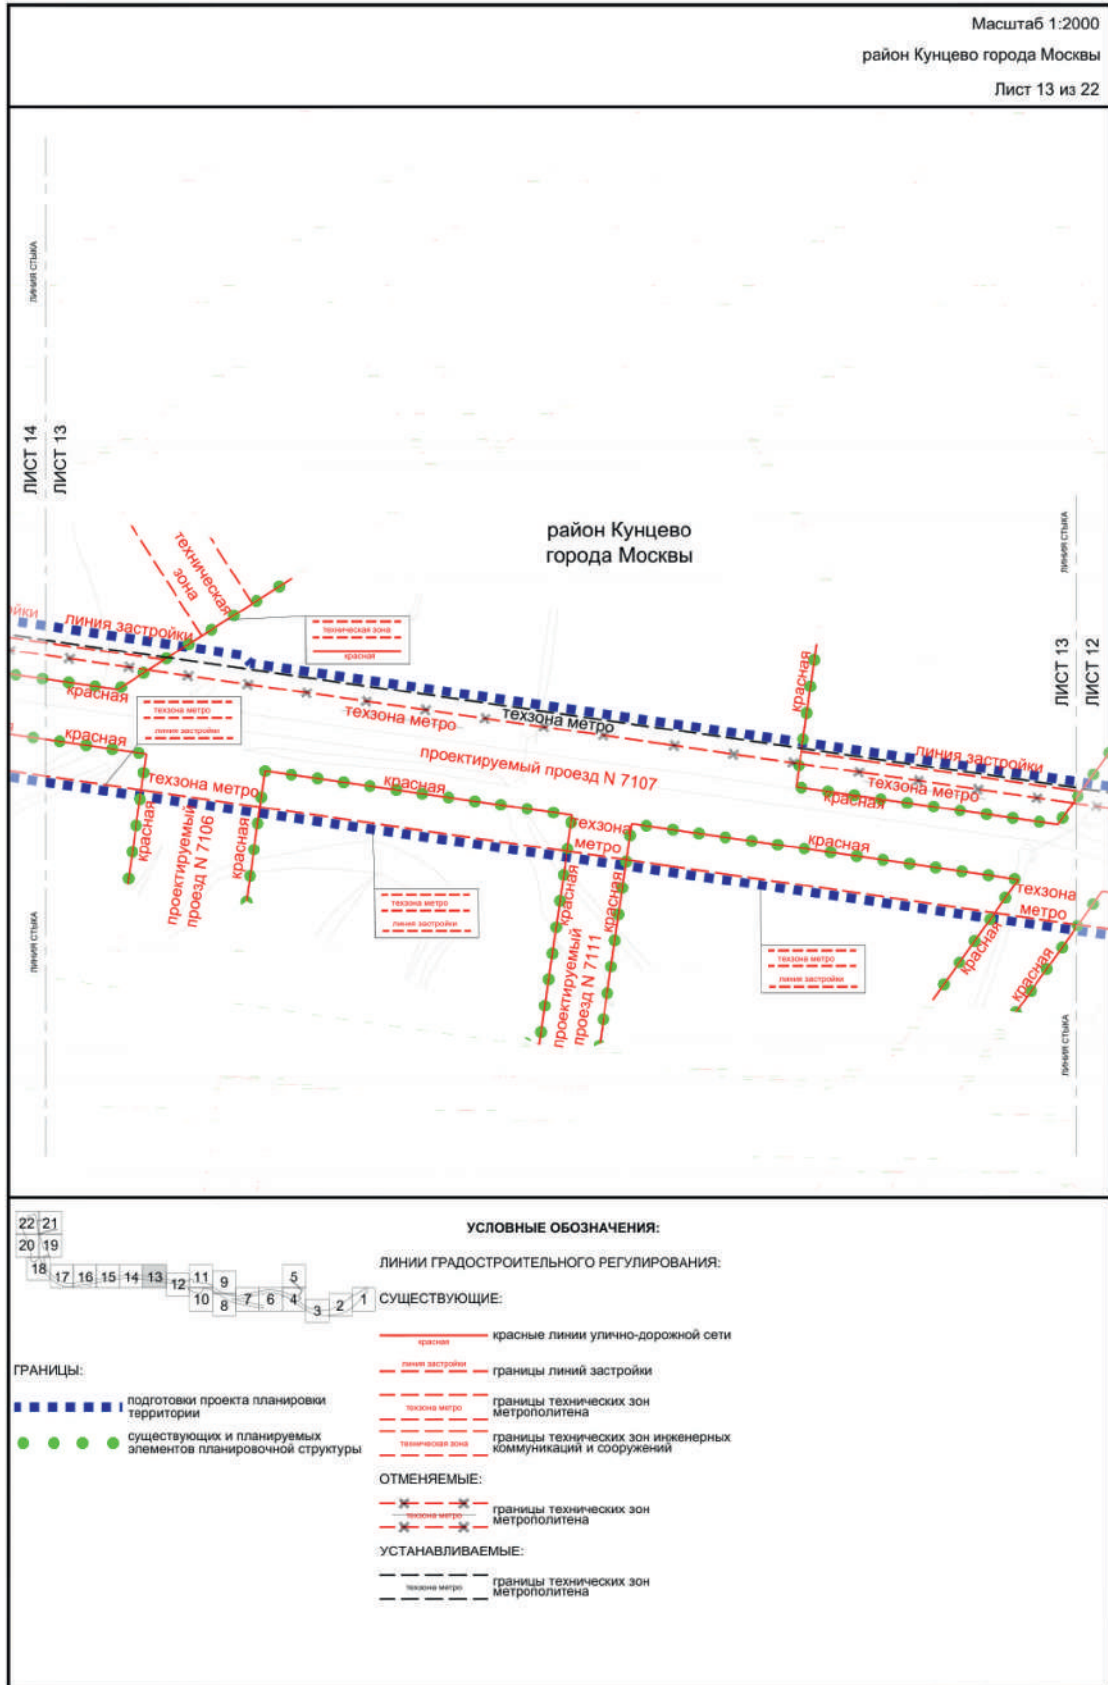 Масштаб 1:2000
район Кунцево города Москвы
Лист 13 из 22
ЛИНИЯ СТЫКА
ЛИСТ 14
ЛИСТ 13
район Кунцево
города Москвы
ЛИНИЯ СТЫКА
ЛИСТ 13
ЛИСТ 12
техническая
зона
линия застройки
техническая зона
красная
красная
красная
техзона метро
линия застройки
техзона метро
техзона метро
красная
линия застройки
техзона метро
красная
проектируемый проезд N 7107
техзона метро
красная
красная
проектируемый
проезд N 7106
красная
техзона
метро
красная
техзона метро
линия застройки
красная
проектируемый
проезд N 7111
красная
техзона
метро
техзона метро
линия застройки
красная
красная
ЛИНИЯ СТЫКА
ЛИНИЯ СТЫКА
22 21
20 19
18 17 16 15 14 13 12 11 10 9 8 7 6 5 4 3 2 1
УСЛОВНЫЕ ОБОЗНАЧЕНИЯ:
ЛИНИИ ГРАДОСТРОИТЕЛЬНОГО РЕГУЛИРОВАНИЯ:
СУЩЕСТВУЮЩИЕ:
красная
красные линии улично-дорожной сети
линия застройки
границы линий застройки
техзона метро
границы технических зон
метрополитена
техническая зона
границы технических зон инженерных
коммуникаций и сооружений
ОТМЕНЯЕМЫЕ:
техзона метро
границы технических зон
метрополитена
УСТАНАВЛИВАЕМЫЕ:
техзона метро
границы технических зон
метрополитена
ГРАНИЦЫ:
подготовки проекта планировки
территории
существующих и планируемых
элементов планировочной структуры